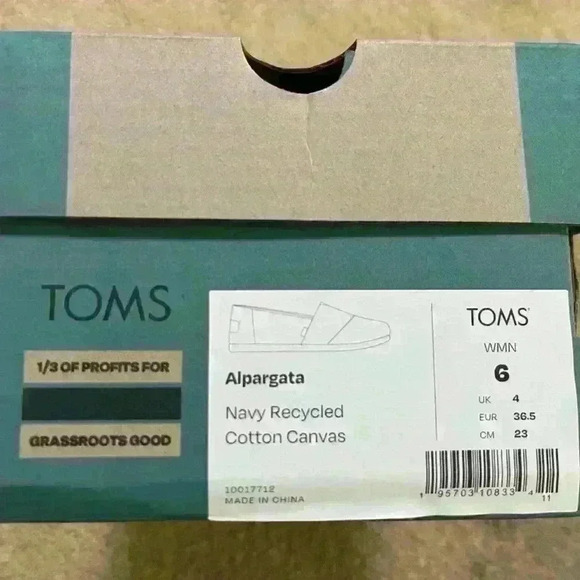 TOMS
1/3 OF PROFITS FOR
GRASSROOTS GOOD
Alpargata
Navy Recycled
Cotton Canvas
10017712
MADE IN CHINA
TOMS
WMN
6
UK 4
EUR 36.5
CM 23
1 95703 10833 4 11